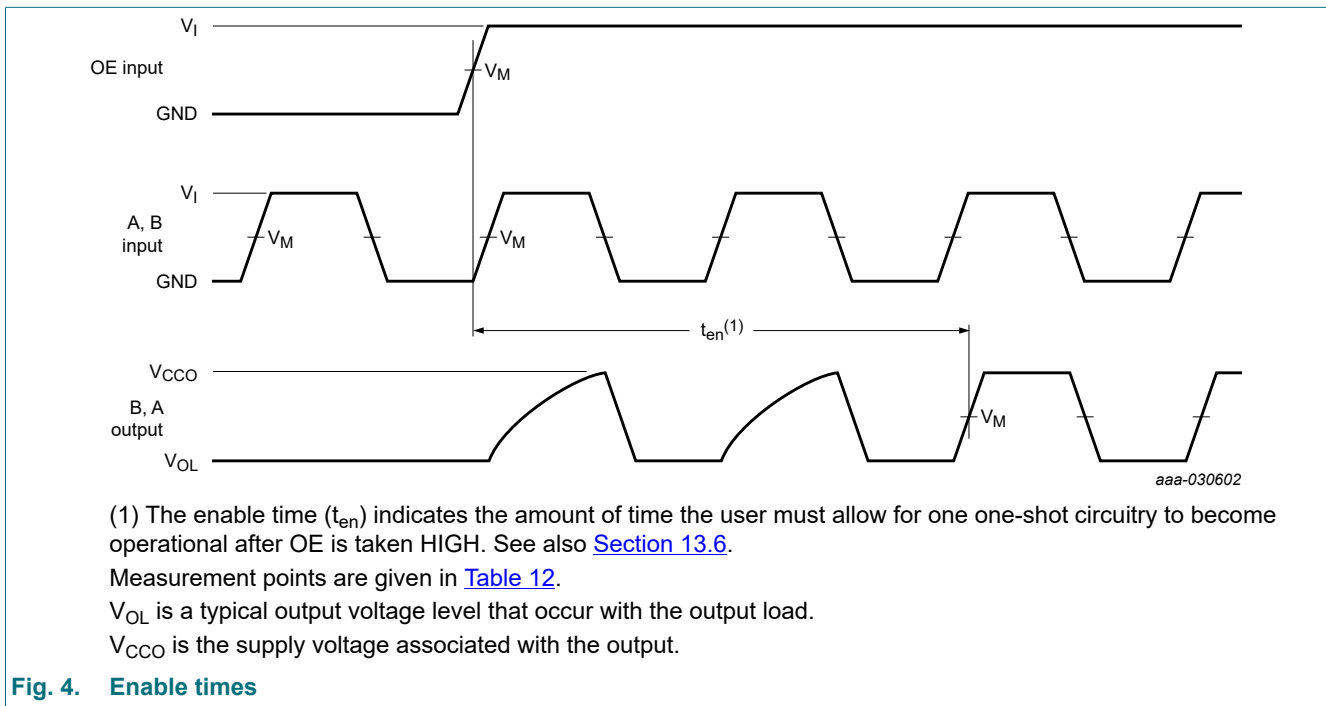 V_I
OE input
V_M
GND
V_I
A, B
input
V_M
V_M
GND
t_en(1)
V_CCO
B, A
output
V_M
V_OL
aaa-030602
(1) The enable time (t_en) indicates the amount of time the user must allow for one one-shot circuitry to become
operational after OE is taken HIGH. See also Section 13.6.
Measurement points are given in Table 12.
V_OL is a typical output voltage level that occur with the output load.
V_CCO is the supply voltage associated with the output.
Fig. 4. Enable times